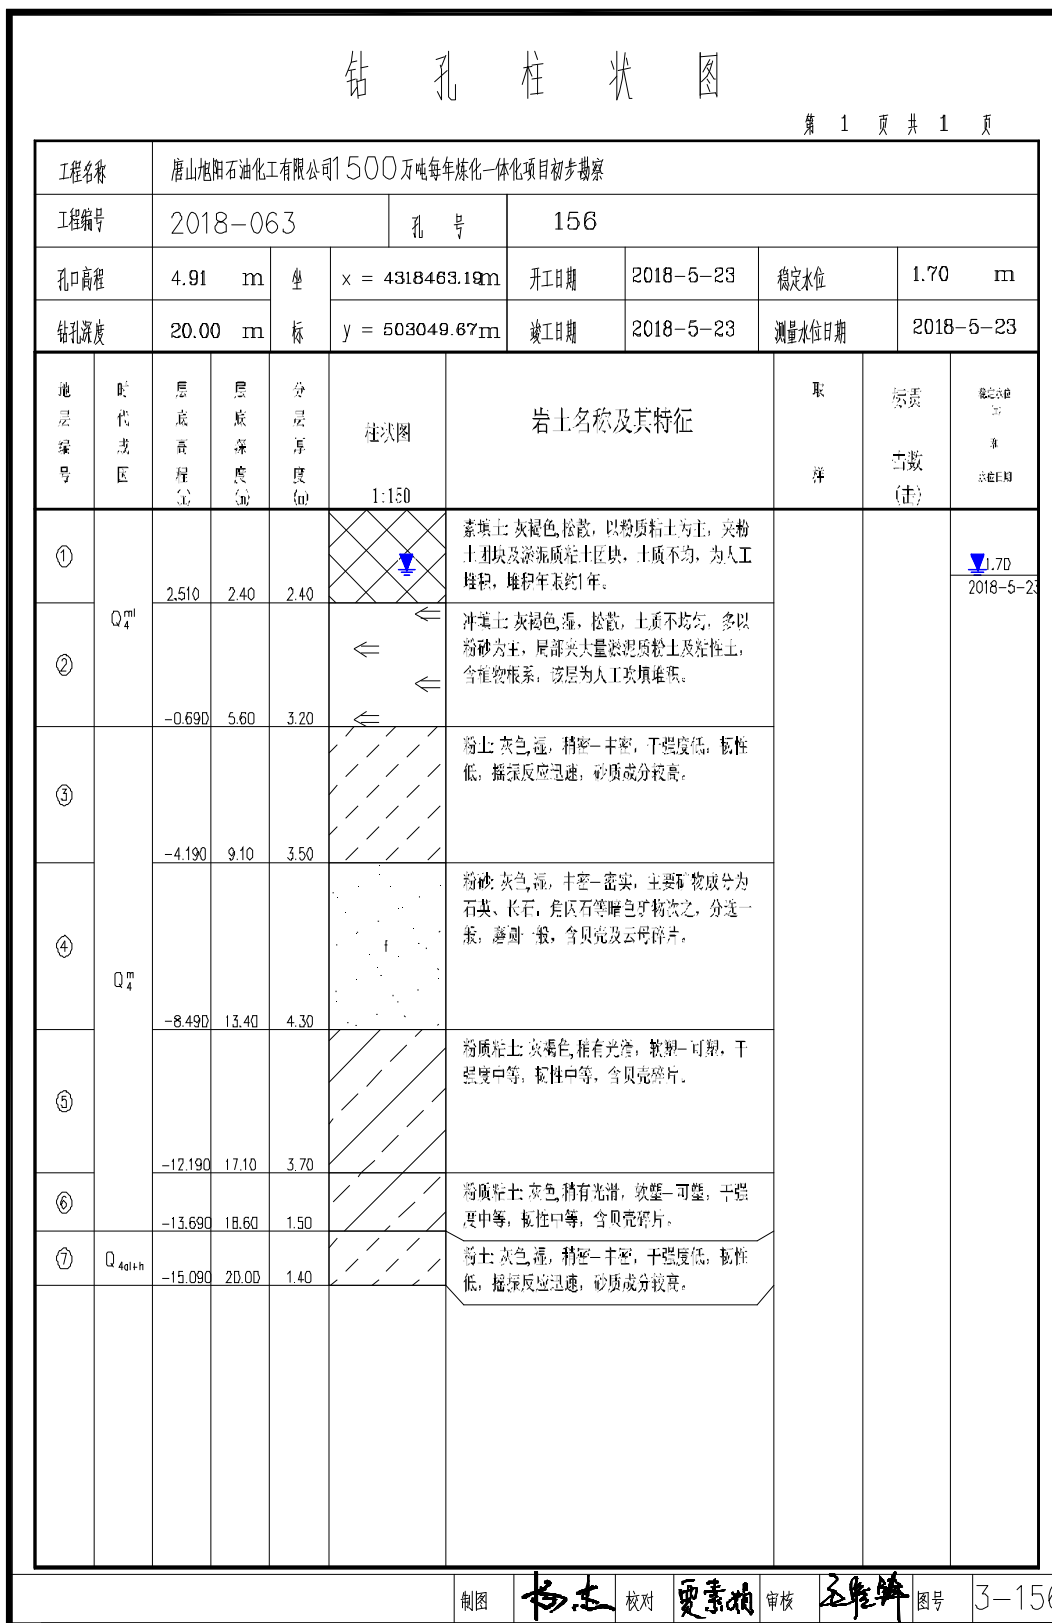 钻 孔 柱 状 图
第 1 页 共 1 页
工程名称 唐山旭阳石油化工有限公司1500万吨每年炼化一体化项目初步勘察
工程编号 2018-063 孔 号 156
孔口高程 4.91 m 坐 x = 4318463.19m 开工日期 2018-5-23 稳定水位 1.70 m
钻孔深度 20.00 m 标 y = 503049.67m 竣工日期 2018-5-23 测量水位日期 2018-5-23
地层编号 时代成因 层底高程(m) 层底深度(m) 分层厚度(m) 柱状图 1:150 岩土名称及其特征 取样 标贯击数(击) 稳定水位(m)和水位日期
① 2.510 2.40 2.40
素填土:灰褐色,松散,以粉质粘土为主,夹粉
土团块及淤泥质粘土团块,土质不均,为人工
堆积,堆积年限约1年。
1.70
2018-5-23
Q4ml
② -0.690 5.60 3.20
冲填土:灰褐色,湿,松散,土质不均匀,多以
粉砂为主,局部夹大量淤泥质粉土及粘性土,
含植物根系,该层为人工吹填堆积。
③ -4.190 9.10 3.50
粉土:灰色,湿,稍密-中密,干强度低,韧性
低,摇振反应迅速,砂质成分较高。
④ -8.490 13.40 4.30
f
粉砂:灰色,湿,中密-密实,主要矿物成分为
石英、长石,角闪石等暗色矿物次之,分选一
般,磨圆一般,含贝壳及云母碎片。
Q4m
⑤ -12.190 17.10 3.70
粉质粘土:灰褐色,稍有光滑,软塑-可塑,干
强度中等,韧性中等,含贝壳碎片。
⑥ -13.690 18.60 1.50
粉质粘土:灰色,稍有光滑,软塑-可塑,干强
度中等,韧性中等,含贝壳碎片。
⑦ Q4al+h -15.090 20.00 1.40
粉土:灰色,湿,稍密-中密,干强度低,韧性
低,摇振反应迅速,砂质成分较高。
制图 杨杰 校对 贾素娟 审核 图号 3-156